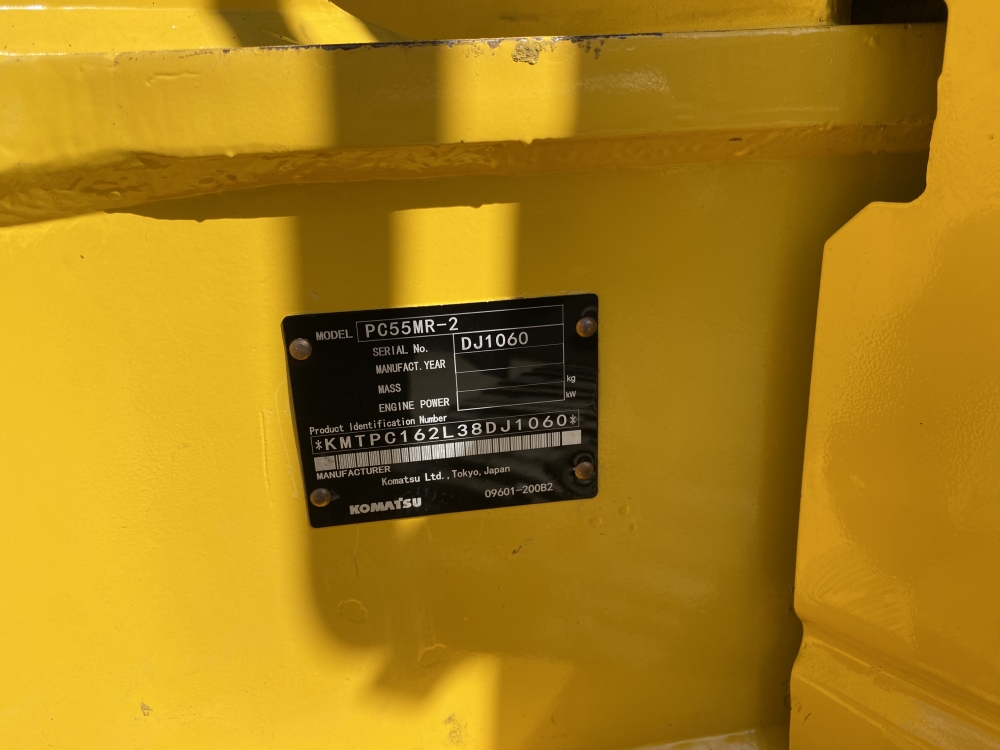 MODEL PC55MR-2
SERIAL No. DJ1060
MANUFACT. YEAR
MASS kg
ENGINE POWER kW
Product Identification Number
*KMTPC162L38DJ1060*
MANUFACTURER
Komatsu Ltd., Tokyo, Japan
KOMATSU 09601-200B2